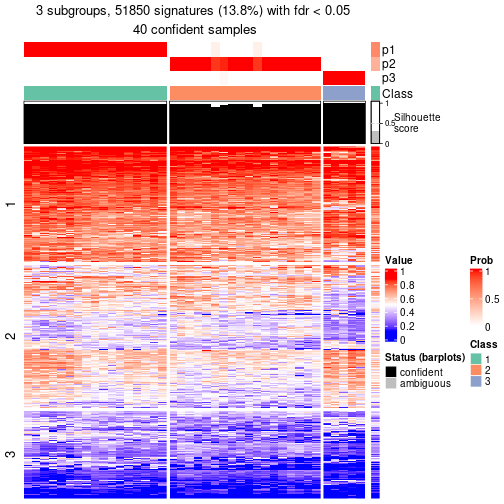 3 subgroups, 51850 signatures (13.8%) with fdr < 0.05
40 confident samples
p1
p2
p3
Class
1
0.5
0
Silhouette
score
1
2
3
Value
1
0.8
0.6
0.4
0.2
0
Prob
1
0.5
0
Status (barplots)
confident
ambiguous
Class
1
2
3